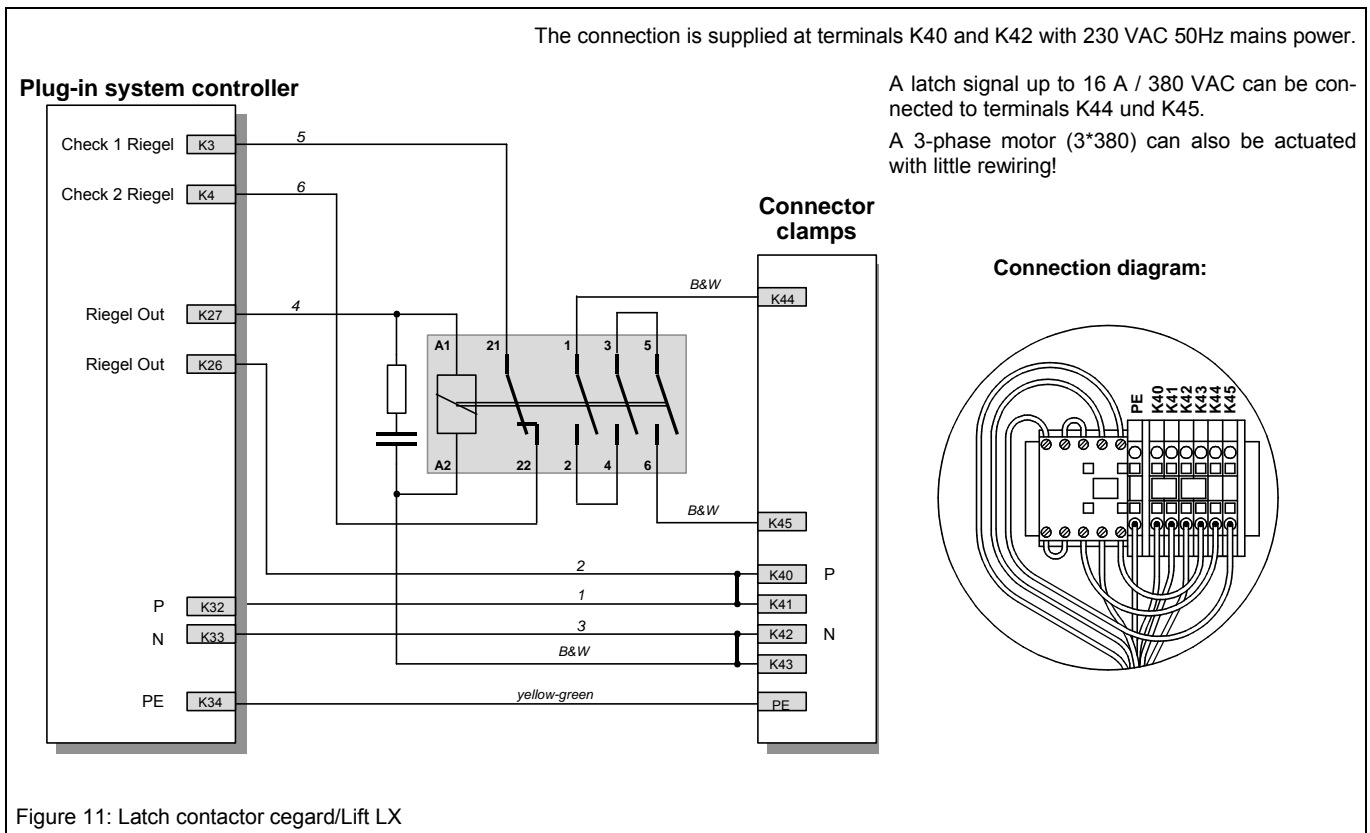 The connection is supplied at terminals K40 and K42 with 230 VAC 50Hz mains power.
Plug-in system controller
A latch signal up to 16 A / 380 VAC can be con-
nected to terminals K44 und K45.
A 3-phase motor (3*380) can also be actuated
with little rewiring!
Check 1 Riegel K3 5
Check 2 Riegel K4 6
Connector
clamps
Connection diagram:
B&W K44
Riegel Out K27 4
Riegel Out K26
A1 21 1 3 5
A2 22 2 4 6
PE K40 K41 K42 K43 K44 K45
B&W K45
2 K40 P
P K32 1 K41
N K33 3 K42 N
B&W K43
PE K34 yellow-green PE
Figure 11: Latch contactor cegard/Lift LX